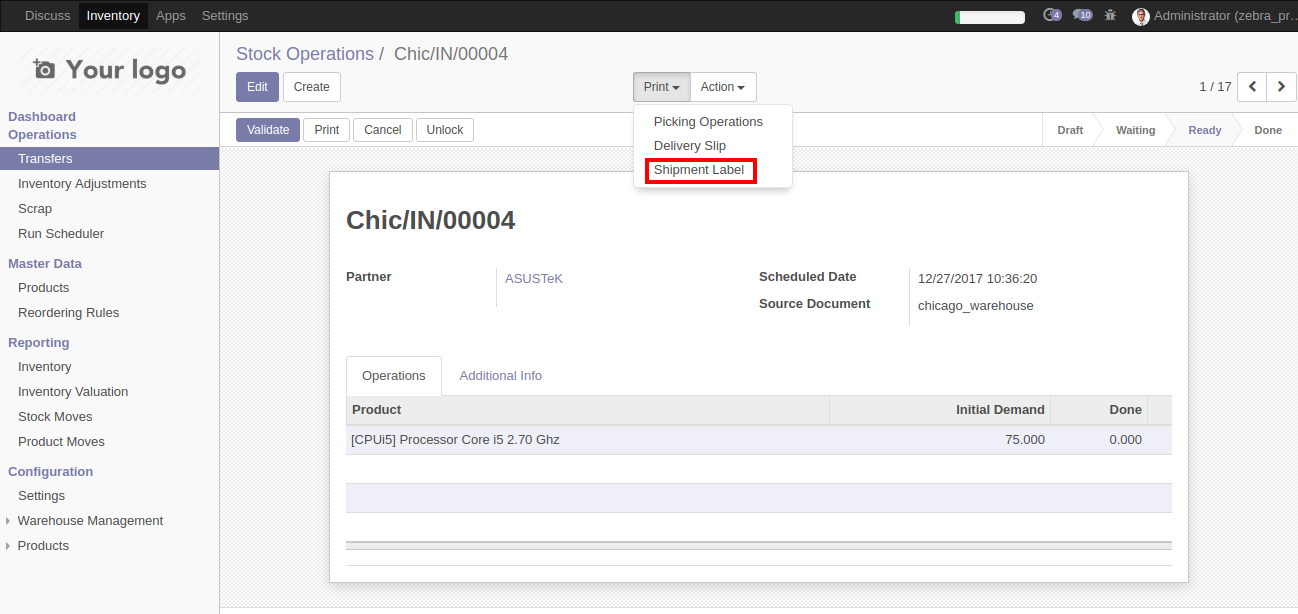 Discuss Inventory Apps Settings 4 10 Administrator (zebra_pr...
Your logo
Dashboard
Operations
Transfers
Inventory Adjustments
Scrap
Run Scheduler
Master Data
Products
Reordering Rules
Reporting
Inventory
Inventory Valuation
Stock Moves
Product Moves
Configuration
Settings
Warehouse Management
Products
Stock Operations / Chic/IN/00004
Edit Create Print Action 1 / 17
Picking Operations
Delivery Slip
Shipment Label
Validate Print Cancel Unlock Draft Waiting Ready Done
Chic/IN/00004
Partner ASUSTeK Scheduled Date 12/27/2017 10:36:20
Source Document chicago_warehouse
Operations Additional Info
Product Initial Demand Done
[CPUi5] Processor Core i5 2.70 Ghz 75.000 0.000